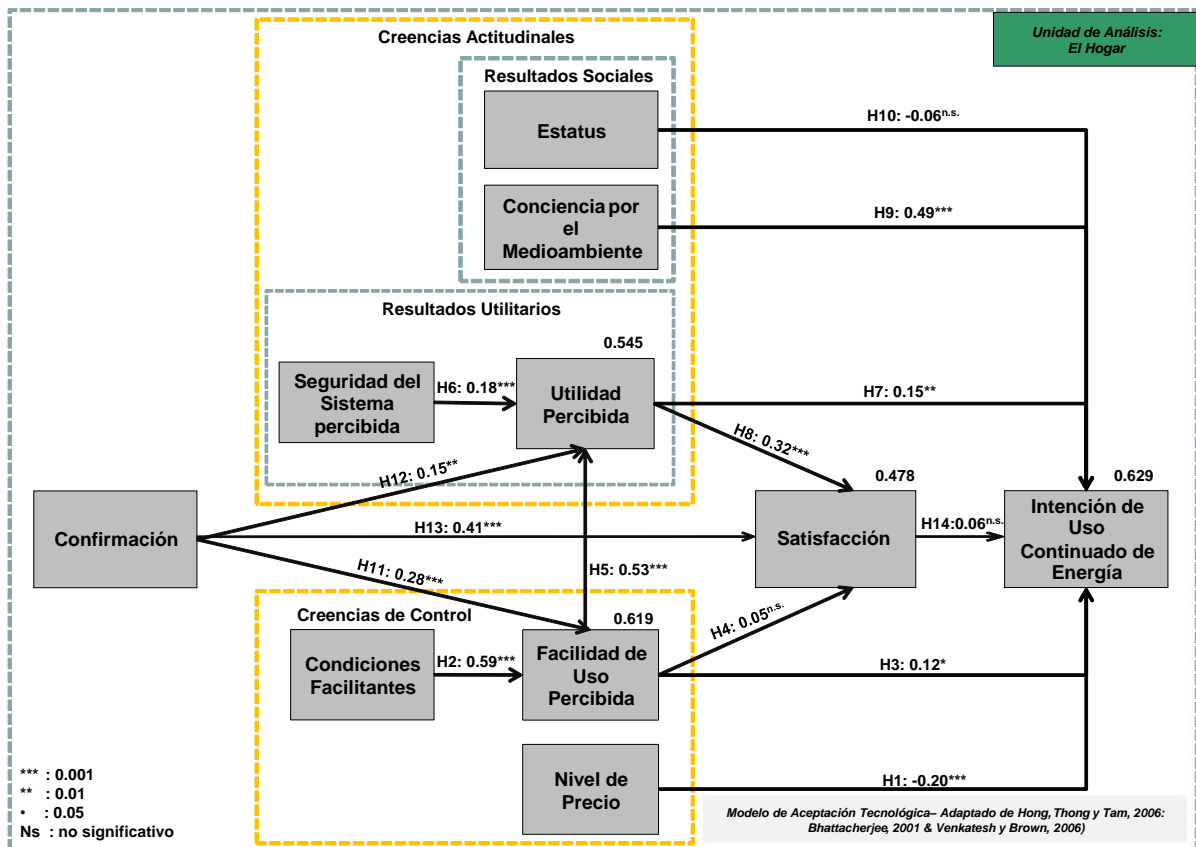 Creencias Actitudinales
Unidad de Análisis:
El Hogar
Resultados Sociales
Estatus
H10: -0.06n.s.
Conciencia por
el
Medioambiente
H9: 0.49***
Resultados Utilitarios
0.545
Seguridad del
Sistema
percibida
H6: 0.18***
Utilidad
Percibida
H7: 0.15**
H8: 0.32***
H12: 0.15**
0.478
0.629
Confirmación
H13: 0.41***
Satisfacción
H14:0.06n.s.
Intención de
Uso
Continuado de
Energía
H11: 0.28***
H5: 0.53***
Creencias de Control
0.619
H4: 0.05n.s.
Condiciones
Facilitantes
H2: 0.59***
Facilidad de
Uso
Percibida
H3: 0.12*
Nivel de
Precio
H1: -0.20***
*** : 0.001
** : 0.01
• : 0.05
Ns : no significativo
Modelo de Aceptación Tecnológica– Adaptado de Hong, Thong y Tam, 2006:
Bhattacherjee, 2001 & Venkatesh y Brown, 2006)